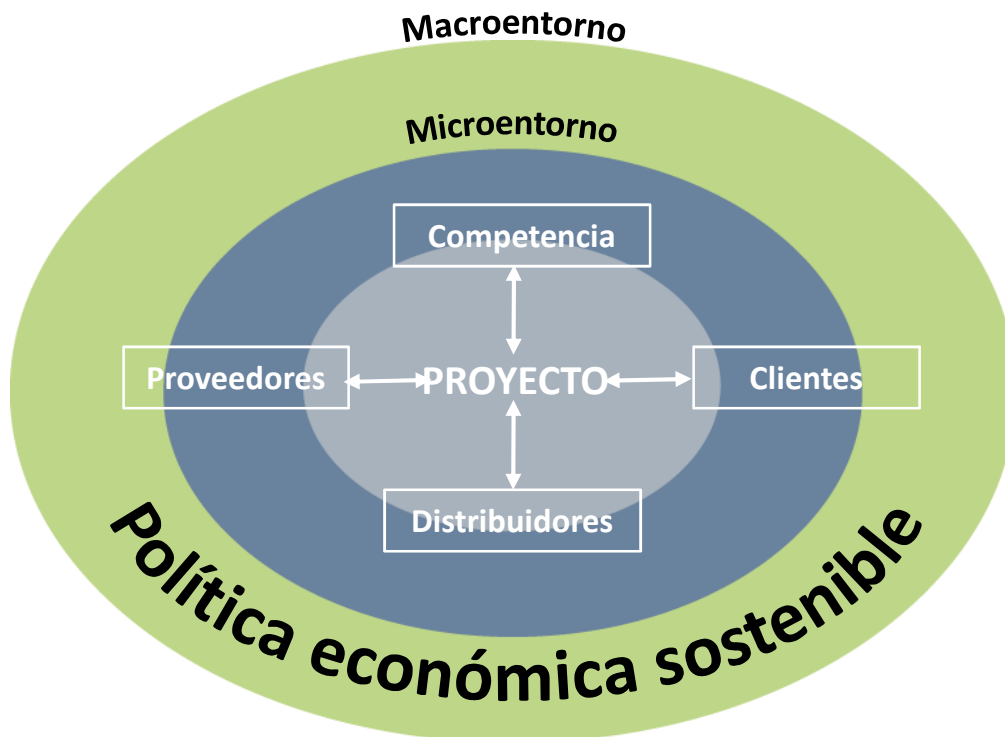 Macroentorno
Microentorno
Competencia
Proveedores
PROYECTO
Clientes
Distribuidores
Política económica sostenible